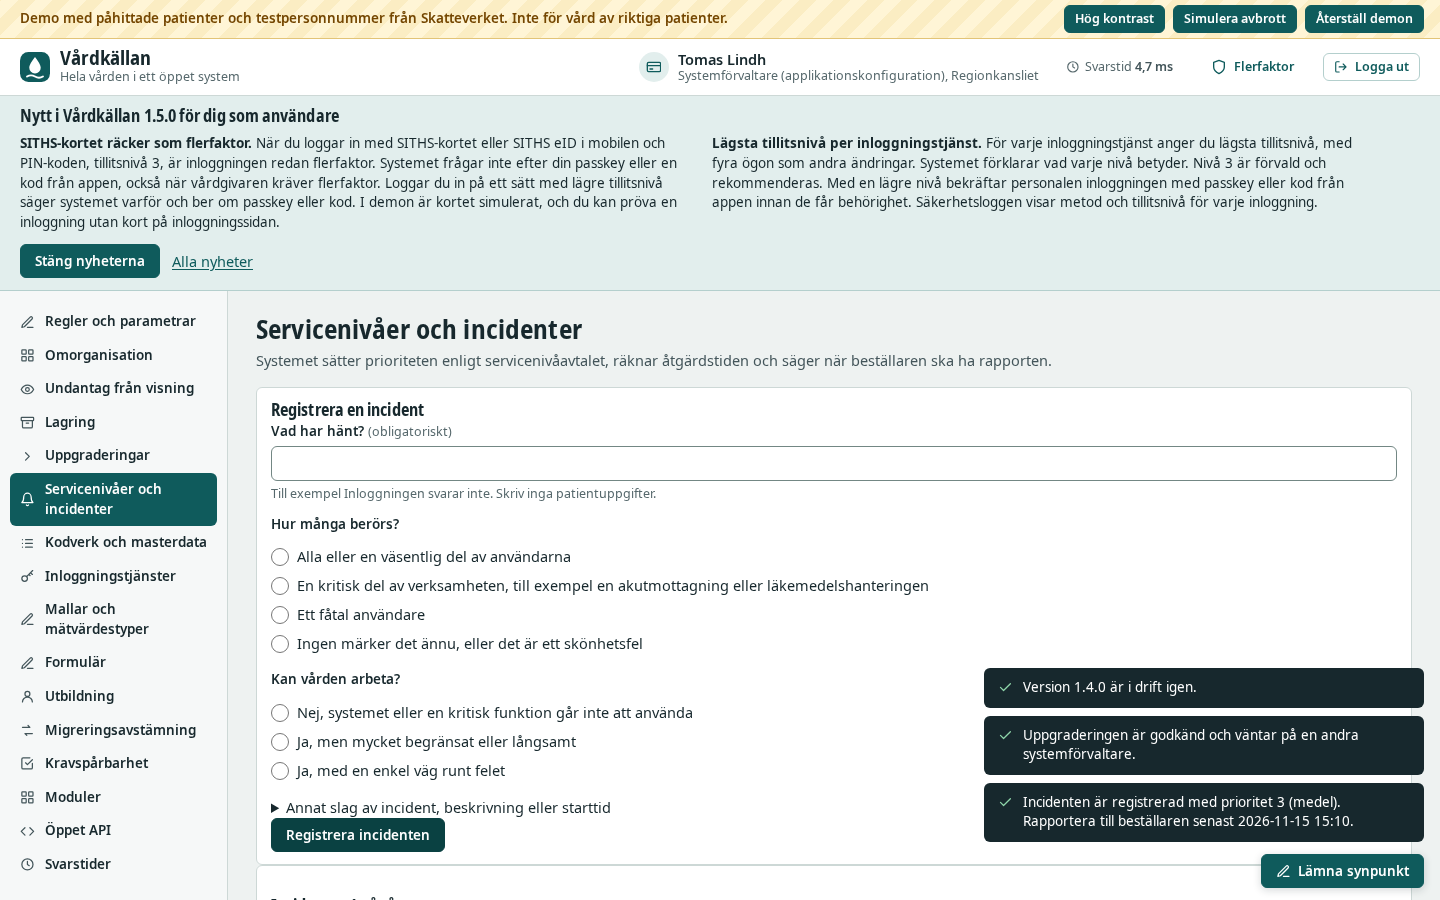 Demo med påhittade patienter och testpersonnummer från Skatteverket. Inte för vård av riktiga patienter.
Hög kontrast
Simulera avbrott
Återställ demon
Vårdkällan
Hela vården i ett öppet system
Tomas Lindh
Systemförvaltare (applikationskonfiguration), Regionkansliet
Svarstid 4,7 ms
Flerfaktor
Logga ut
Nytt i Vårdkällan 1.5.0 för dig som användare
SITHS-kortet räcker som flerfaktor. När du loggar in med SITHS-kortet eller SITHS eID i mobilen och
PIN-koden, tillitsnivå 3, är inloggningen redan flerfaktor. Systemet frågar inte efter din passkey eller en
kod från appen, också när vårdgivaren kräver flerfaktor. Loggar du in på ett sätt med lägre tillitsnivå
säger systemet varför och ber om passkey eller kod. I demon är kortet simulerat, och du kan pröva en
inloggning utan kort på inloggningssidan.
Lägsta tillitsnivå per inloggningstjänst. För varje inloggningstjänst anger du lägsta tillitsnivå, med
fyra ögon som andra ändringar. Systemet förklarar vad varje nivå betyder. Nivå 3 är förvald och
rekommenderas. Med en lägre nivå bekräftar personalen inloggningen med passkey eller kod från
appen innan de får behörighet. Säkerhetsloggen visar metod och tillitsnivå för varje inloggning.
Stäng nyheterna
Alla nyheter
Regler och parametrar
Omorganisation
Undantag från visning
Lagring
Uppgraderingar
Servicenivåer och
incidenter
Kodverk och masterdata
Inloggningstjänster
Mallar och
mätvärdestyper
Formulär
Utbildning
Migreringsavstämning
Kravspårbarhet
Moduler
Öppet API
Svarstider
Servicenivåer och incidenter
Systemet sätter prioriteten enligt servicenivåavtalet, räknar åtgärdstiden och säger när beställaren ska ha rapporten.
Registrera en incident
Vad har hänt? (obligatoriskt)
Till exempel Inloggningen svarar inte. Skriv inga patientuppgifter.
Hur många berörs?
Alla eller en väsentlig del av användarna
En kritisk del av verksamheten, till exempel en akutmottagning eller läkemedelshanteringen
Ett fåtal användare
Ingen märker det ännu, eller det är ett skönhetsfel
Kan vården arbeta?
Nej, systemet eller en kritisk funktion går inte att använda
Ja, men mycket begränsat eller långsamt
Ja, med en enkel väg runt felet
Annat slag av incident, beskrivning eller starttid
Registrera incidenten
Version 1.4.0 är i drift igen.
Uppgraderingen är godkänd och väntar på en andra
systemförvaltare.
Incidenten är registrerad med prioritet 3 (medel).
Rapportera till beställaren senast 2026-11-15 15:10.
Lämna synpunkt